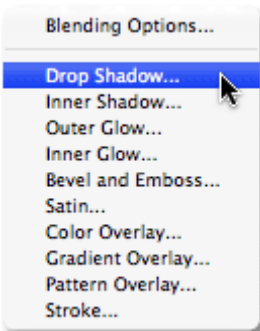 Blending Options...
Drop Shadow...
Inner Shadow...
Outer Glow...
Inner Glow...
Bevel and Emboss...
Satin...
Color Overlay...
Gradient Overlay...
Pattern Overlay...
Stroke...